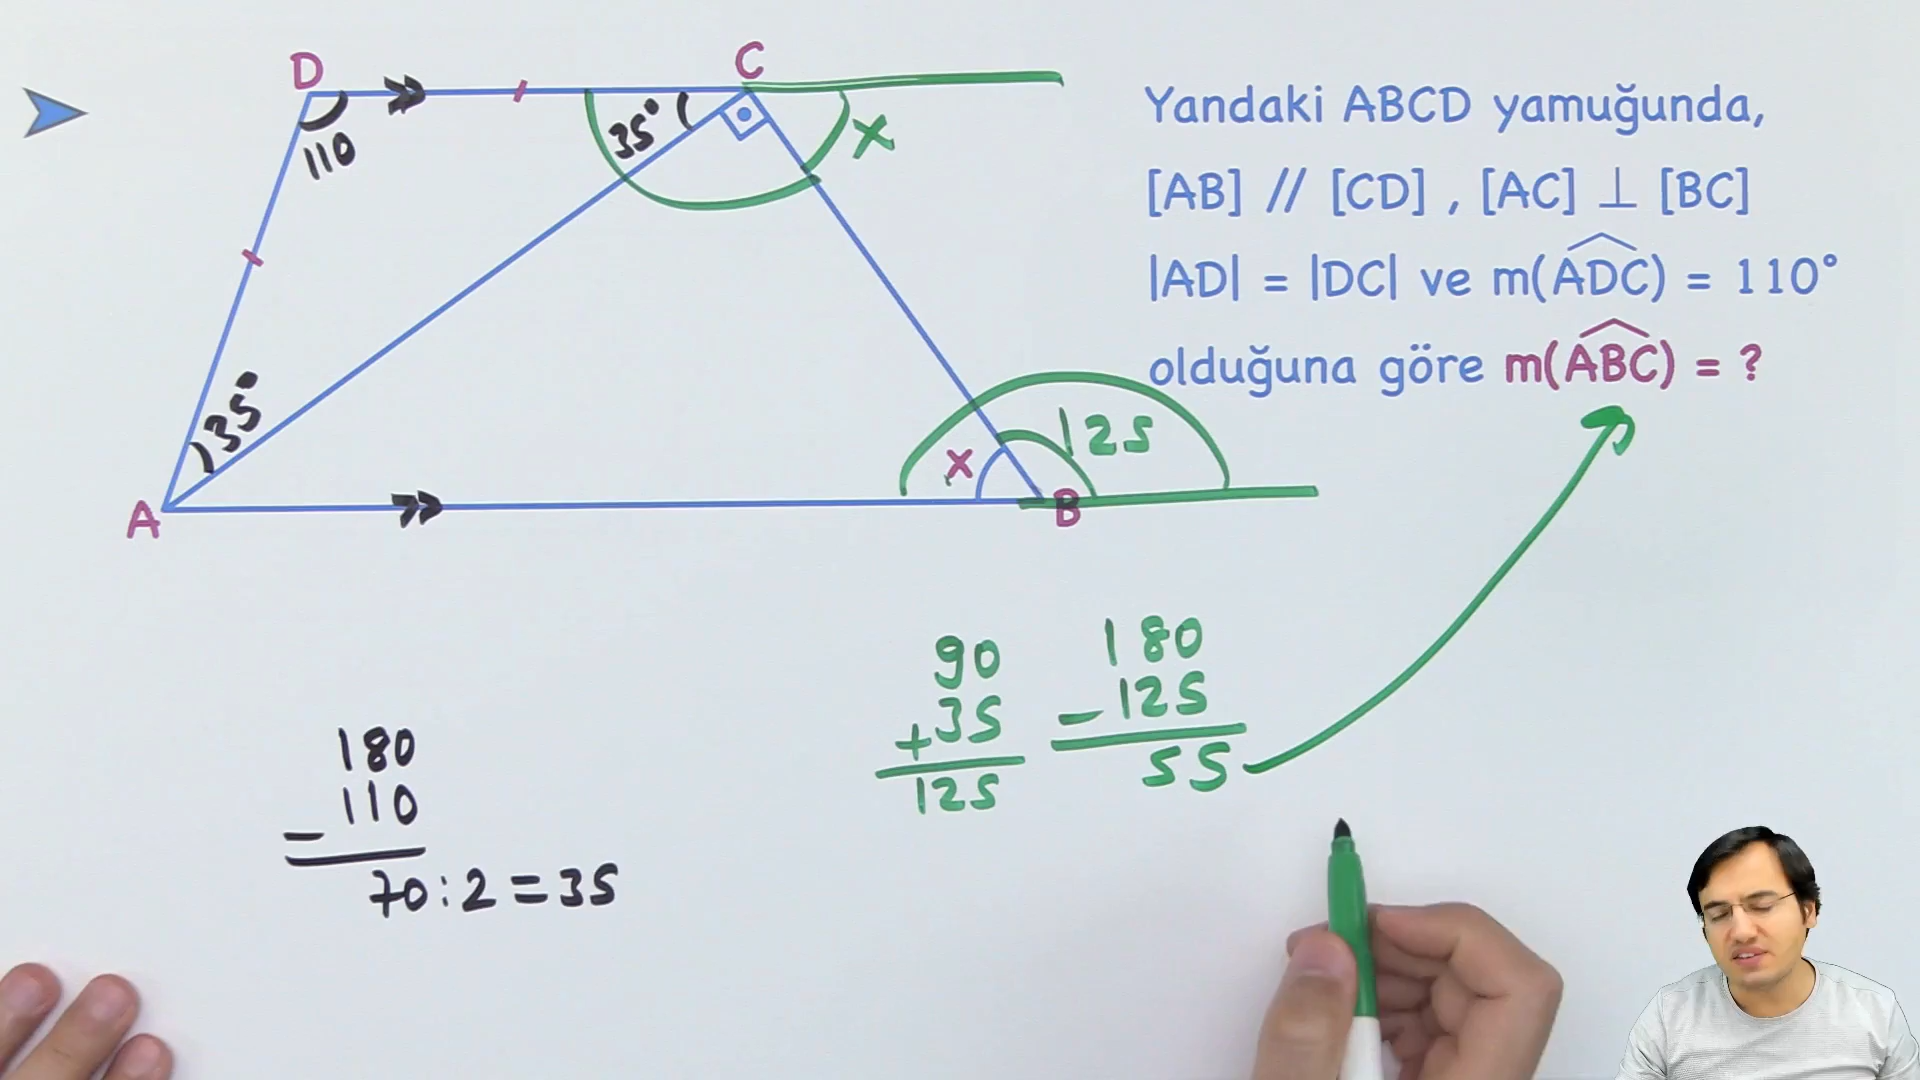 D
C
110
35°
x
35°
A
x
125
B
Yandaki ABCD yamuğunda,
[AB] // [CD] , [AC] ⊥ [BC]
|AD| = |DC| ve m(ADC) = 110°
olduğuna göre m(ABC) = ?
180
110
−
70:2=35
90
+35
125
180
−125
55